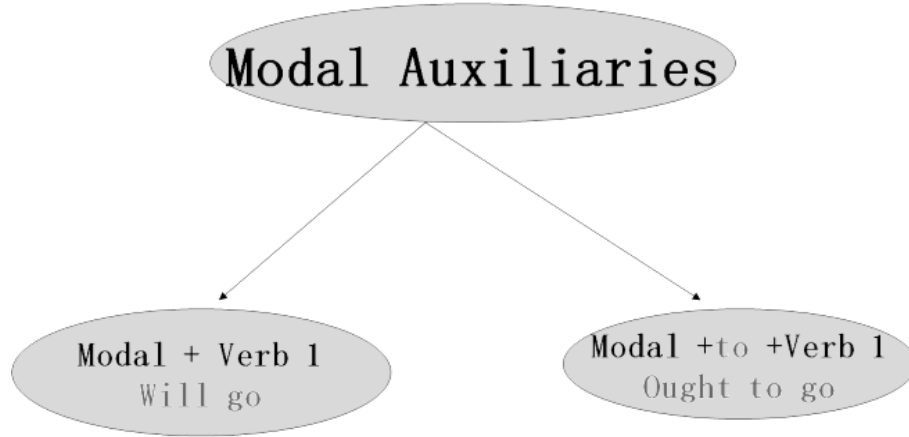 Modal Auxiliaries
Modal + Verb 1
Will go
Modal +to +Verb 1
Ought to go